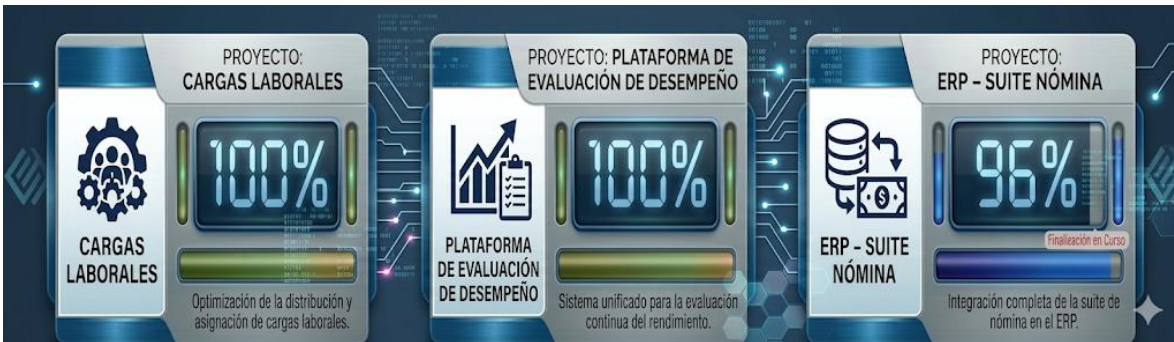 PROYECTO:
CARGAS LABORALES
100%
CARGAS
LABORALES
Optimización de la distribución y
asignación de cargas laborales.
PROYECTO: PLATAFORMA DE
EVALUACIÓN DE DESEMPEÑO
100%
PLATAFORMA
DE EVALUACIÓN
DE DESEMPEÑO
Sistema unificado para la evaluación
continua del rendimiento.
PROYECTO:
ERP – SUITE NÓMINA
96%
Finalización en Curso
ERP – SUITE
NÓMINA
Integración completa de la suite de
nómina en el ERP.